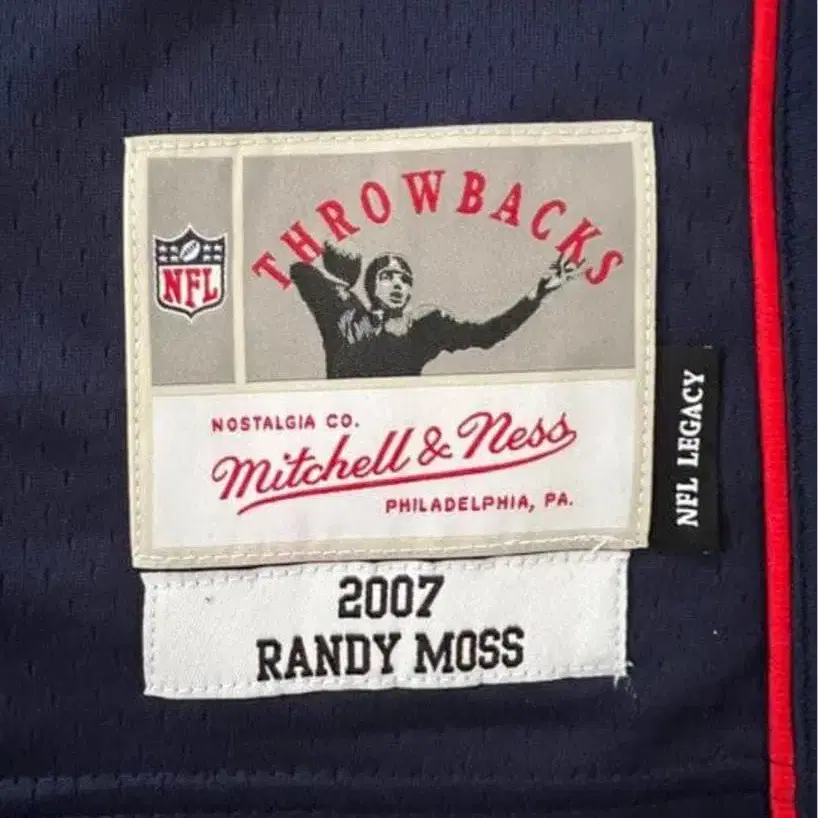 THROWBACKS
NFL
NOSTALGIA CO.
Mitchell & Ness
PHILADELPHIA, PA.
NFL LEGACY
2007
RANDY MOSS